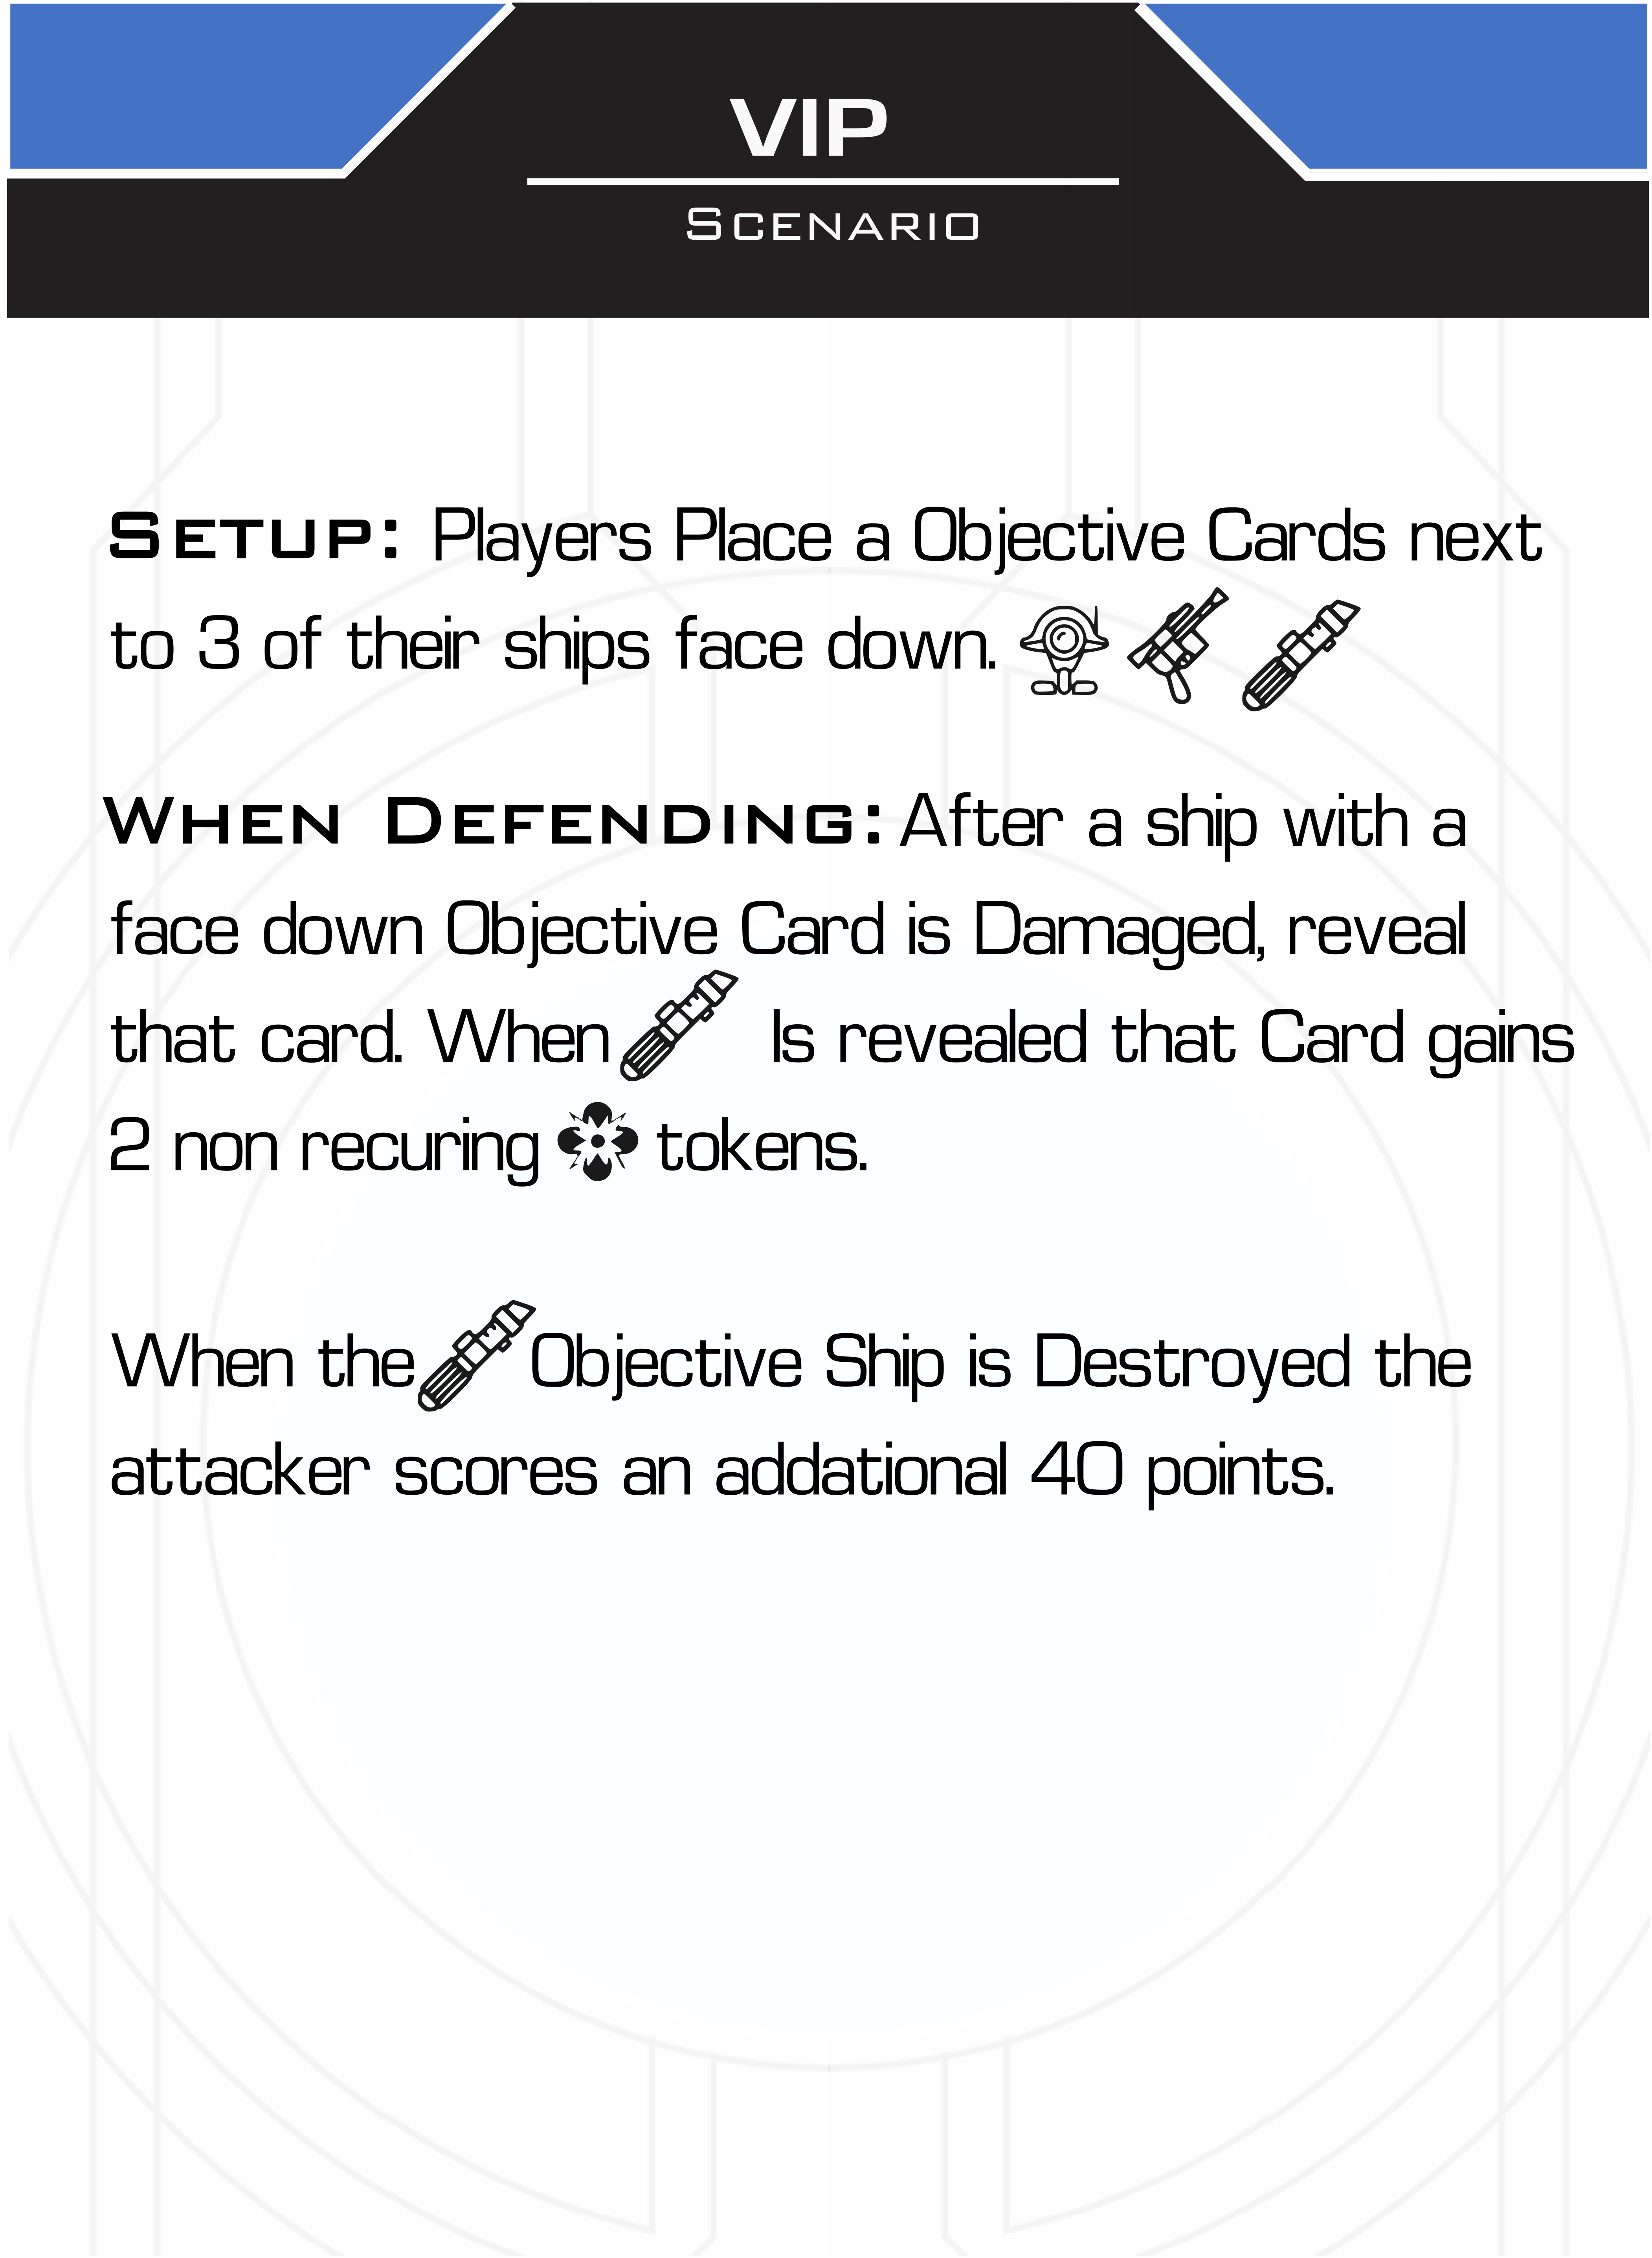 VIP
Scenario
Setup: Players Place a Objective Cards next
to 3 of their ships face down.
When Defending: After a ship with a
face down Objective Card is Damaged, reveal
that card. When Is revealed that Card gains
2 non recuring tokens.
When the Objective Ship is Destroyed the
attacker scores an addational 40 points.